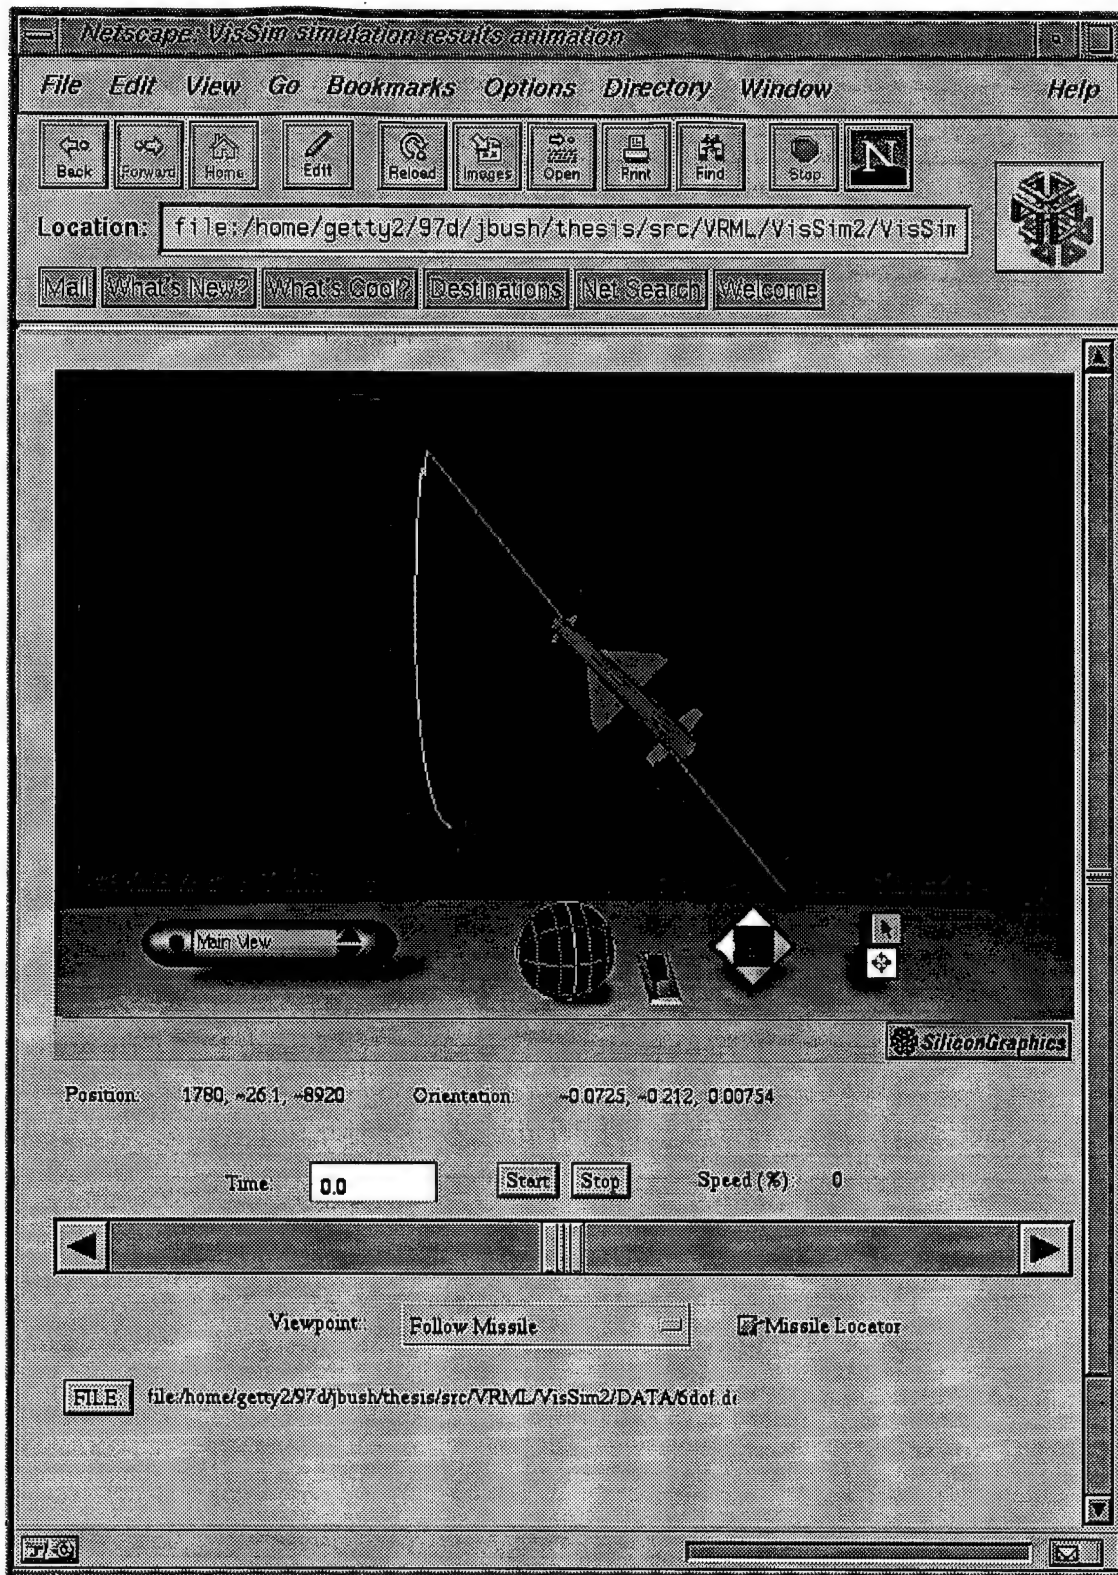 Netscape: VisSim simulation results animation
File Edit View Go Bookmarks Options Directory Window Help
Back Forward Home Edit Reload Images Open Print Find Stop N
Location: file:/home/getty2/97d/jbush/thesis/src/VRML/VisSim2/VisSim
Mail What's New? What's Cool? Destinations Net Search Welcome
Main View
SiliconGraphics
Position: 1780, ~26.1, ~8920 Orientation: ~0.0725, ~0.212, 0.00754
Time: 0.0 Start Stop Speed (%): 0
Viewpoint: Follow Missile Missile Locator
FILE: file:/home/getty2/97d/jbush/thesis/src/VRML/VisSim2/DATA/6dof.da